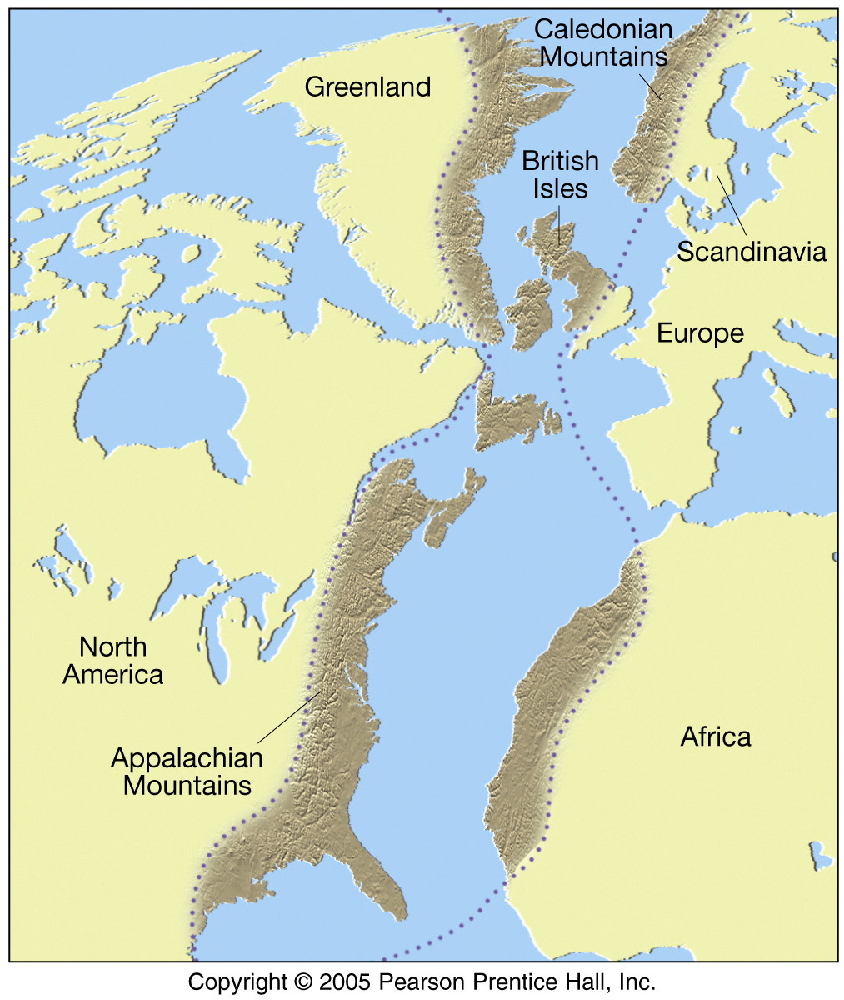 Caledonian
Mountains
Greenland
British
Isles
Scandinavia
Europe
North
America
Africa
Appalachian
Mountains
Copyright © 2005 Pearson Prentice Hall, Inc.